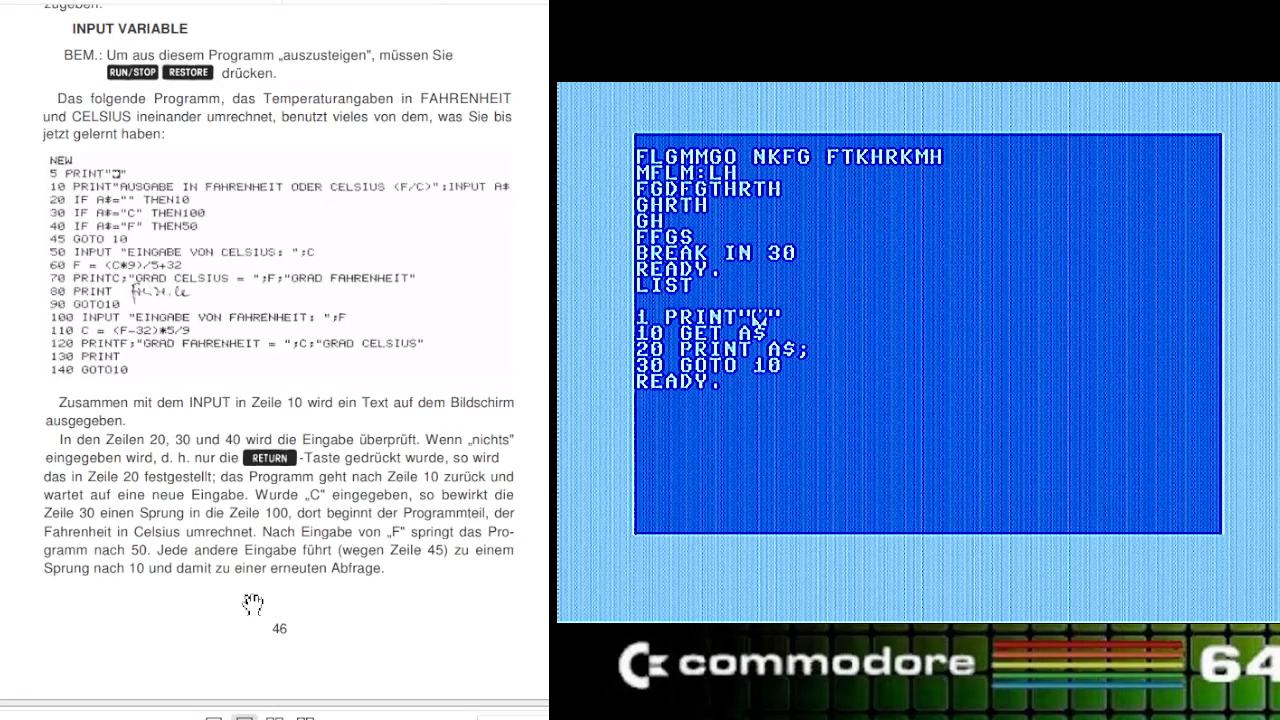 zugeben.
INPUT VARIABLE
BEM.: Um aus diesem Programm „auszusteigen", müssen Sie
RUN/STOP RESTORE drücken.
Das folgende Programm, das Temperaturangaben in FAHRENHEIT
und CELSIUS ineinander umrechnet, benutzt vieles von dem, was Sie bis
jetzt gelernt haben:
NEW
5 PRINT"
10 PRINT"AUSGABE IN FAHRENHEIT ODER CELSIUS (F/C)";INPUT A$
20 IF A$="" THEN10
30 IF A$="C" THEN100
40 IF A$="F" THEN50
45 GOTO 10
50 INPUT "EINGABE VON CELSIUS: ";C
60 F = (C*9)/5+32
70 PRINTC;"GRAD CELSIUS = ";F;"GRAD FAHRENHEIT"
80 PRINT
90 GOTO10
100 INPUT "EINGABE VON FAHRENHEIT: ";F
110 C = (F-32)*5/9
120 PRINTF;"GRAD FAHRENHEIT = ";C;"GRAD CELSIUS"
130 PRINT
140 GOTO10
Zusammen mit dem INPUT in Zeile 10 wird ein Text auf dem Bildschirm
ausgegeben.
In den Zeilen 20, 30 und 40 wird die Eingabe überprüft. Wenn „nichts"
eingegeben wird, d. h. nur die RETURN -Taste gedrückt wurde, so wird
das in Zeile 20 festgestellt; das Programm geht nach Zeile 10 zurück und
wartet auf eine neue Eingabe. Wurde „C" eingegeben, so bewirkt die
Zeile 30 einen Sprung in die Zeile 100, dort beginnt der Programmteil, der
Fahrenheit in Celsius umrechnet. Nach Eingabe von „F" springt das Pro-
gramm nach 50. Jede andere Eingabe führt (wegen Zeile 45) zu einem
Sprung nach 10 und damit zu einer erneuten Abfrage.
46
FLGMMGO NKFG FTKHRKMH
MFLM:LH
FGDFGTHRTH
GHRTH
GH
FFGS
BREAK IN 30
READY.
LIST
1 PRINT"
10 GET A$
20 PRINT A$;
30 GOTO 10
READY.
commodore 64